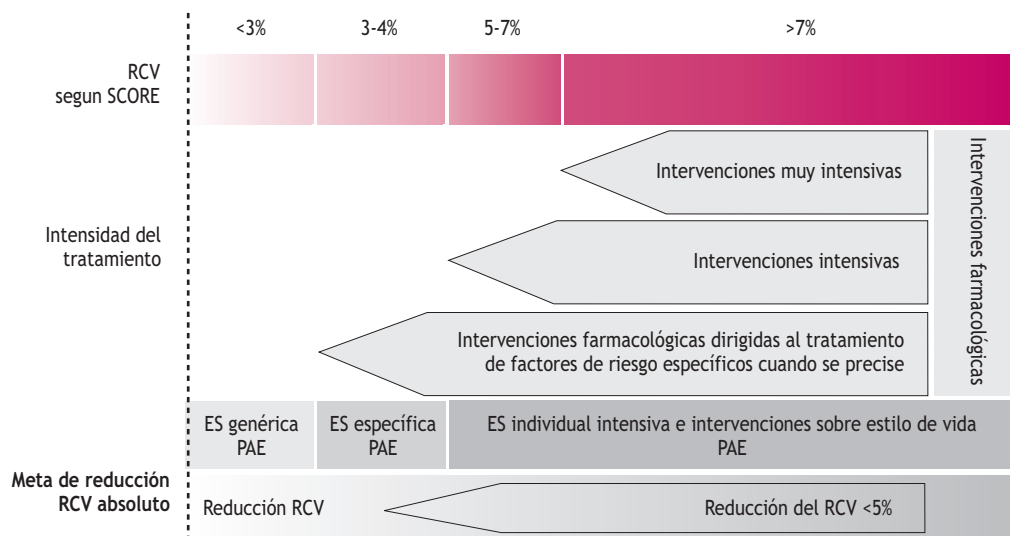 <3%
3-4%
5-7%
>7%
RCV
segun SCORE
Intensidad del
tratamiento
Intervenciones muy intensivas
Intervenciones intensivas
Intervenciones farmacológicas dirigidas al tratamiento
de factores de riesgo específicos cuando se precise
Intervenciones farmacológicas
ES genérica
PAE
ES específica
PAE
ES individual intensiva e intervenciones sobre estilo de vida
PAE
Meta de reducción
RCV absoluto
Reducción RCV
Reducción del RCV <5%